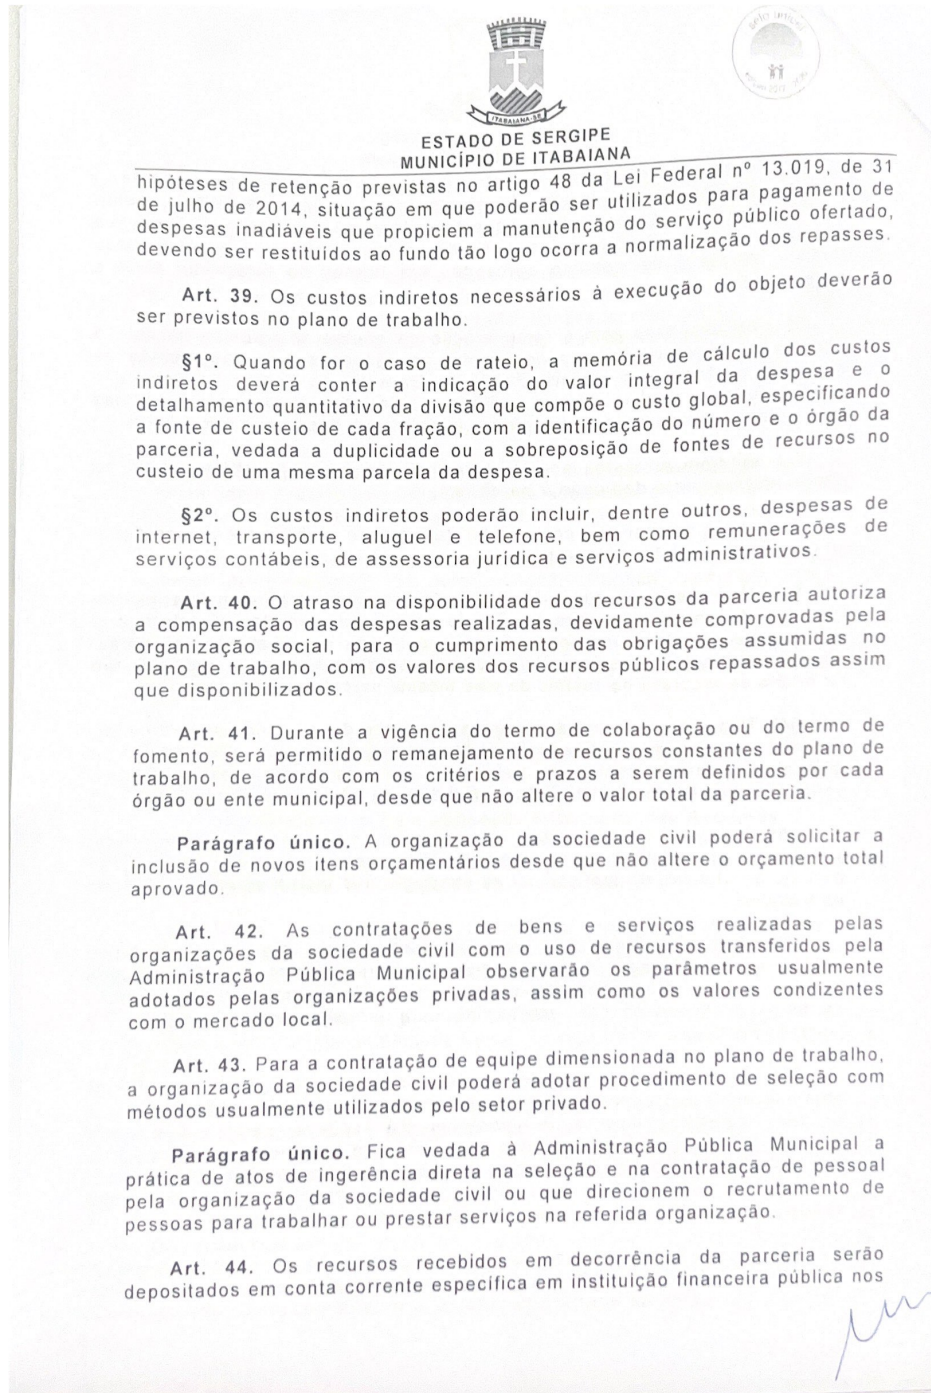 ITABAIANA-SE
ESTADO DE SERGIPE
MUNICÍPIO DE ITABAIANA
hipóteses de retenção previstas no artigo 48 da Lei Federal nº 13.019, de 31
de julho de 2014, situação em que poderão ser utilizados para pagamento de
despesas inadiáveis que propiciem a manutenção do serviço público ofertado,
devendo ser restituídos ao fundo tão logo ocorra a normalização dos repasses.
Art. 39. Os custos indiretos necessários à execução do objeto deverão
ser previstos no plano de trabalho.
§1º. Quando for o caso de rateio, a memória de cálculo dos custos
indiretos deverá conter a indicação do valor integral da despesa e o
detalhamento quantitativo da divisão que compõe o custo global, especificando
a fonte de custeio de cada fração, com a identificação do número e o órgão da
parceria, vedada a duplicidade ou a sobreposição de fontes de recursos no
custeio de uma mesma parcela da despesa.
§2º. Os custos indiretos poderão incluir, dentre outros, despesas de
internet, transporte, aluguel e telefone, bem como remunerações de
serviços contábeis, de assessoria jurídica e serviços administrativos.
Art. 40. O atraso na disponibilidade dos recursos da parceria autoriza
a compensação das despesas realizadas, devidamente comprovadas pela
organização social, para o cumprimento das obrigações assumidas no
plano de trabalho, com os valores dos recursos públicos repassados assim
que disponibilizados.
Art. 41. Durante a vigência do termo de colaboração ou do termo de
fomento, será permitido o remanejamento de recursos constantes do plano de
trabalho, de acordo com os critérios e prazos a serem definidos por cada
órgão ou ente municipal, desde que não altere o valor total da parceria.
Parágrafo único. A organização da sociedade civil poderá solicitar a
inclusão de novos itens orçamentários desde que não altere o orçamento total
aprovado.
Art. 42. As contratações de bens e serviços realizadas pelas
organizações da sociedade civil com o uso de recursos transferidos pela
Administração Pública Municipal observarão os parâmetros usualmente
adotados pelas organizações privadas, assim como os valores condizentes
com o mercado local.
Art. 43. Para a contratação de equipe dimensionada no plano de trabalho,
a organização da sociedade civil poderá adotar procedimento de seleção com
métodos usualmente utilizados pelo setor privado.
Parágrafo único. Fica vedada à Administração Pública Municipal a
prática de atos de ingerência direta na seleção e na contratação de pessoal
pela organização da sociedade civil ou que direcionem o recrutamento de
pessoas para trabalhar ou prestar serviços na referida organização.
Art. 44. Os recursos recebidos em decorrência da parceria serão
depositados em conta corrente específica em instituição financeira pública nos